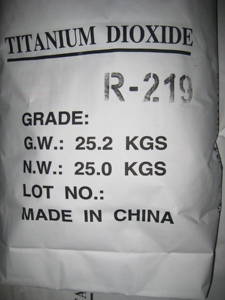 TITANIUM DIOXIDE
R-219
GRADE:
G.W.: 25.2 KGS
N.W.: 25.0 KGS
LOT NO.:
MADE IN CHINA